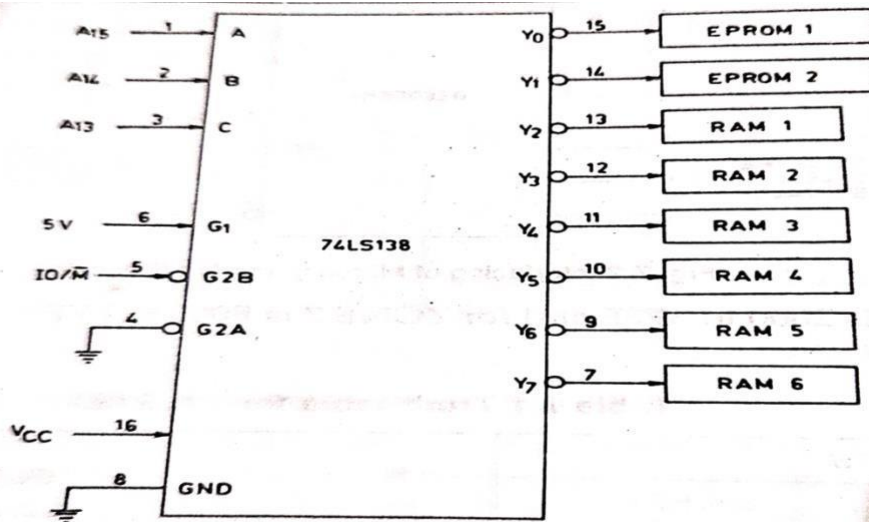 A15 1 A Y0 15 EPROM 1
A14 2 B Y1 14 EPROM 2
A13 3 C Y2 13 RAM 1
Y3 12 RAM 2
5V 6 G1 Y4 11 RAM 3
74LS138
IO/M̅ 5 G2B Y5 10 RAM 4
4 G2A Y6 9 RAM 5
Y7 7 RAM 6
VCC 16
8 GND